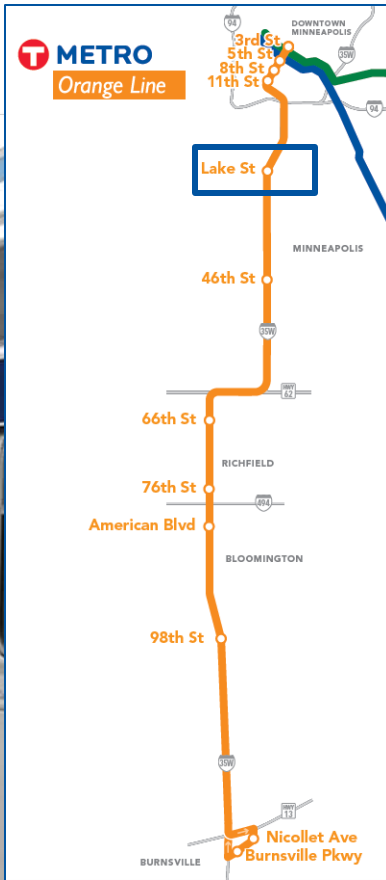 T METRO
Orange Line
94
DOWNTOWN
MINNEAPOLIS
3rd St
5th St
8th St
11th St
35W
94
Lake St
MINNEAPOLIS
46th St
35W
HWY
62
66th St
RICHFIELD
76th St
494
American Blvd
BLOOMINGTON
98th St
35W
HWY
13
Nicollet Ave
Burnsville Pkwy
BURNSVILLE